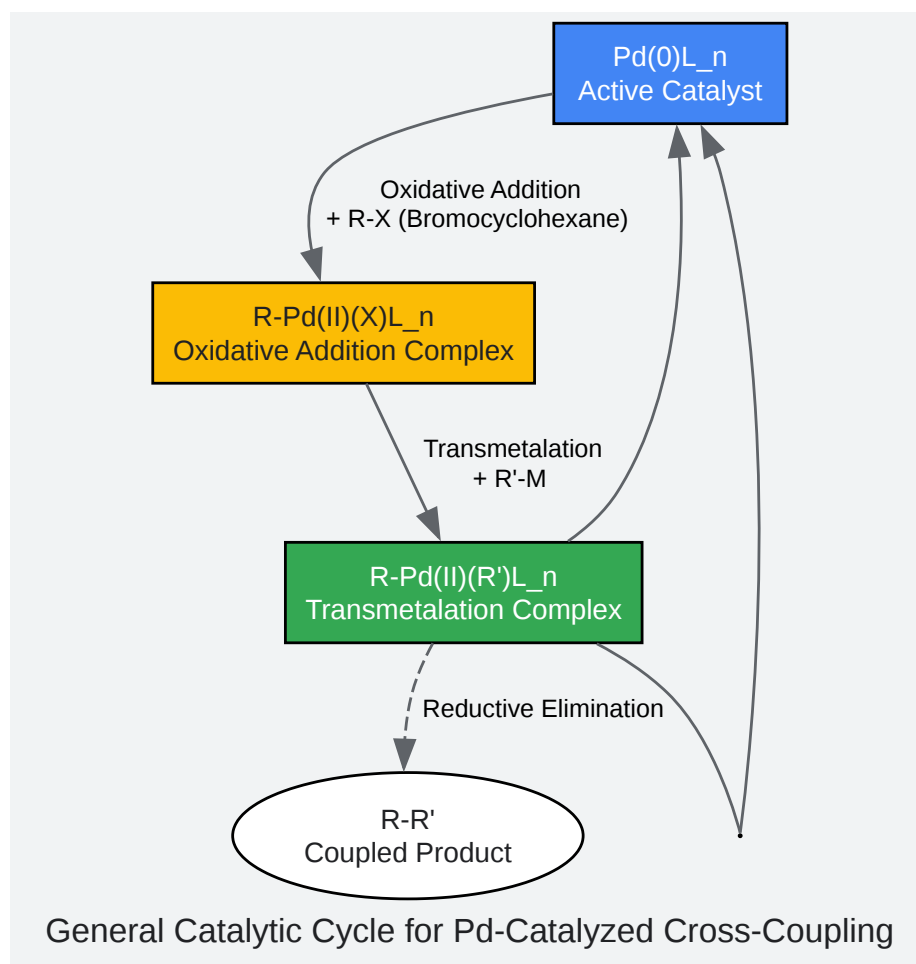 Pd(0)L_n
Active Catalyst
Oxidative Addition
+ R-X (Bromocyclohexane)
R-Pd(II)(X)L_n
Oxidative Addition Complex
Transmetalation
+ R'-M
R-Pd(II)(R')L_n
Transmetalation Complex
Reductive Elimination
R-R'
Coupled Product
General Catalytic Cycle for Pd-Catalyzed Cross-Coupling